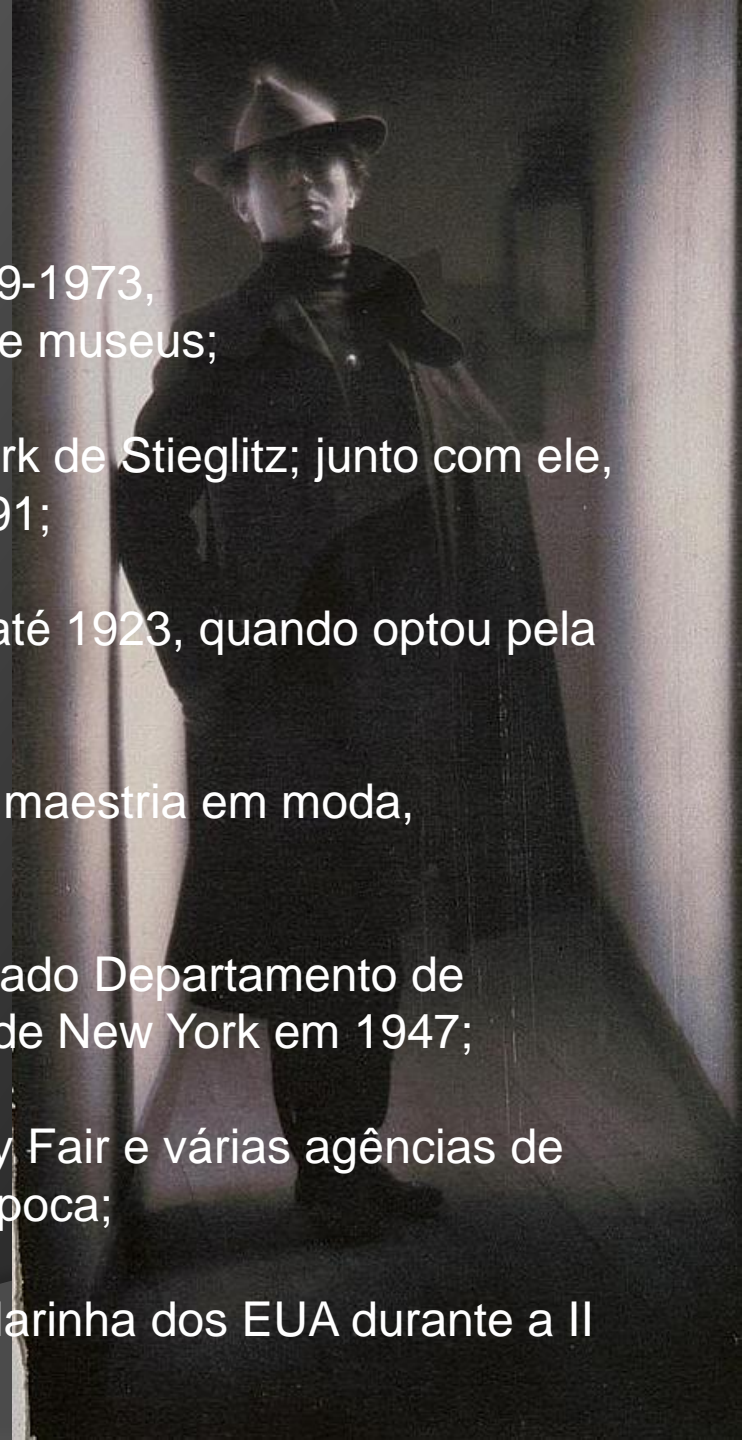 9-1973,
e museus;
rk de Stieglitz; junto com ele,
91;
até 1923, quando optou pela
maestria em moda,
ado Departamento de
de New York em 1947;
y Fair e várias agências de
poca;
arinha dos EUA durante a II